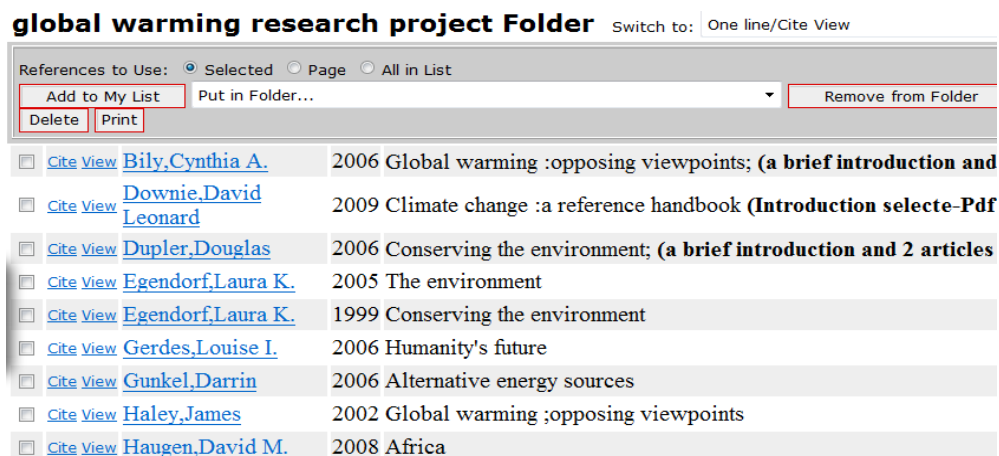 global warming research project Folder Switch to: One line/Cite View
References to Use: Selected Page All in List
Add to My List Put in Folder... Remove from Folder
Delete Print
Cite View Bily,Cynthia A. 2006 Global warming :opposing viewpoints; (a brief introduction and
Cite View Downie,David Leonard 2009 Climate change :a reference handbook (Introduction selecte-Pdf
Cite View Dupler,Douglas 2006 Conserving the environment; (a brief introduction and 2 articles
Cite View Egendorf,Laura K. 2005 The environment
Cite View Egendorf,Laura K. 1999 Conserving the environment
Cite View Gerdes,Louise I. 2006 Humanity's future
Cite View Gunkel,Darrin 2006 Alternative energy sources
Cite View Haley,James 2002 Global warming ;opposing viewpoints
Cite View Haugen,David M. 2008 Africa